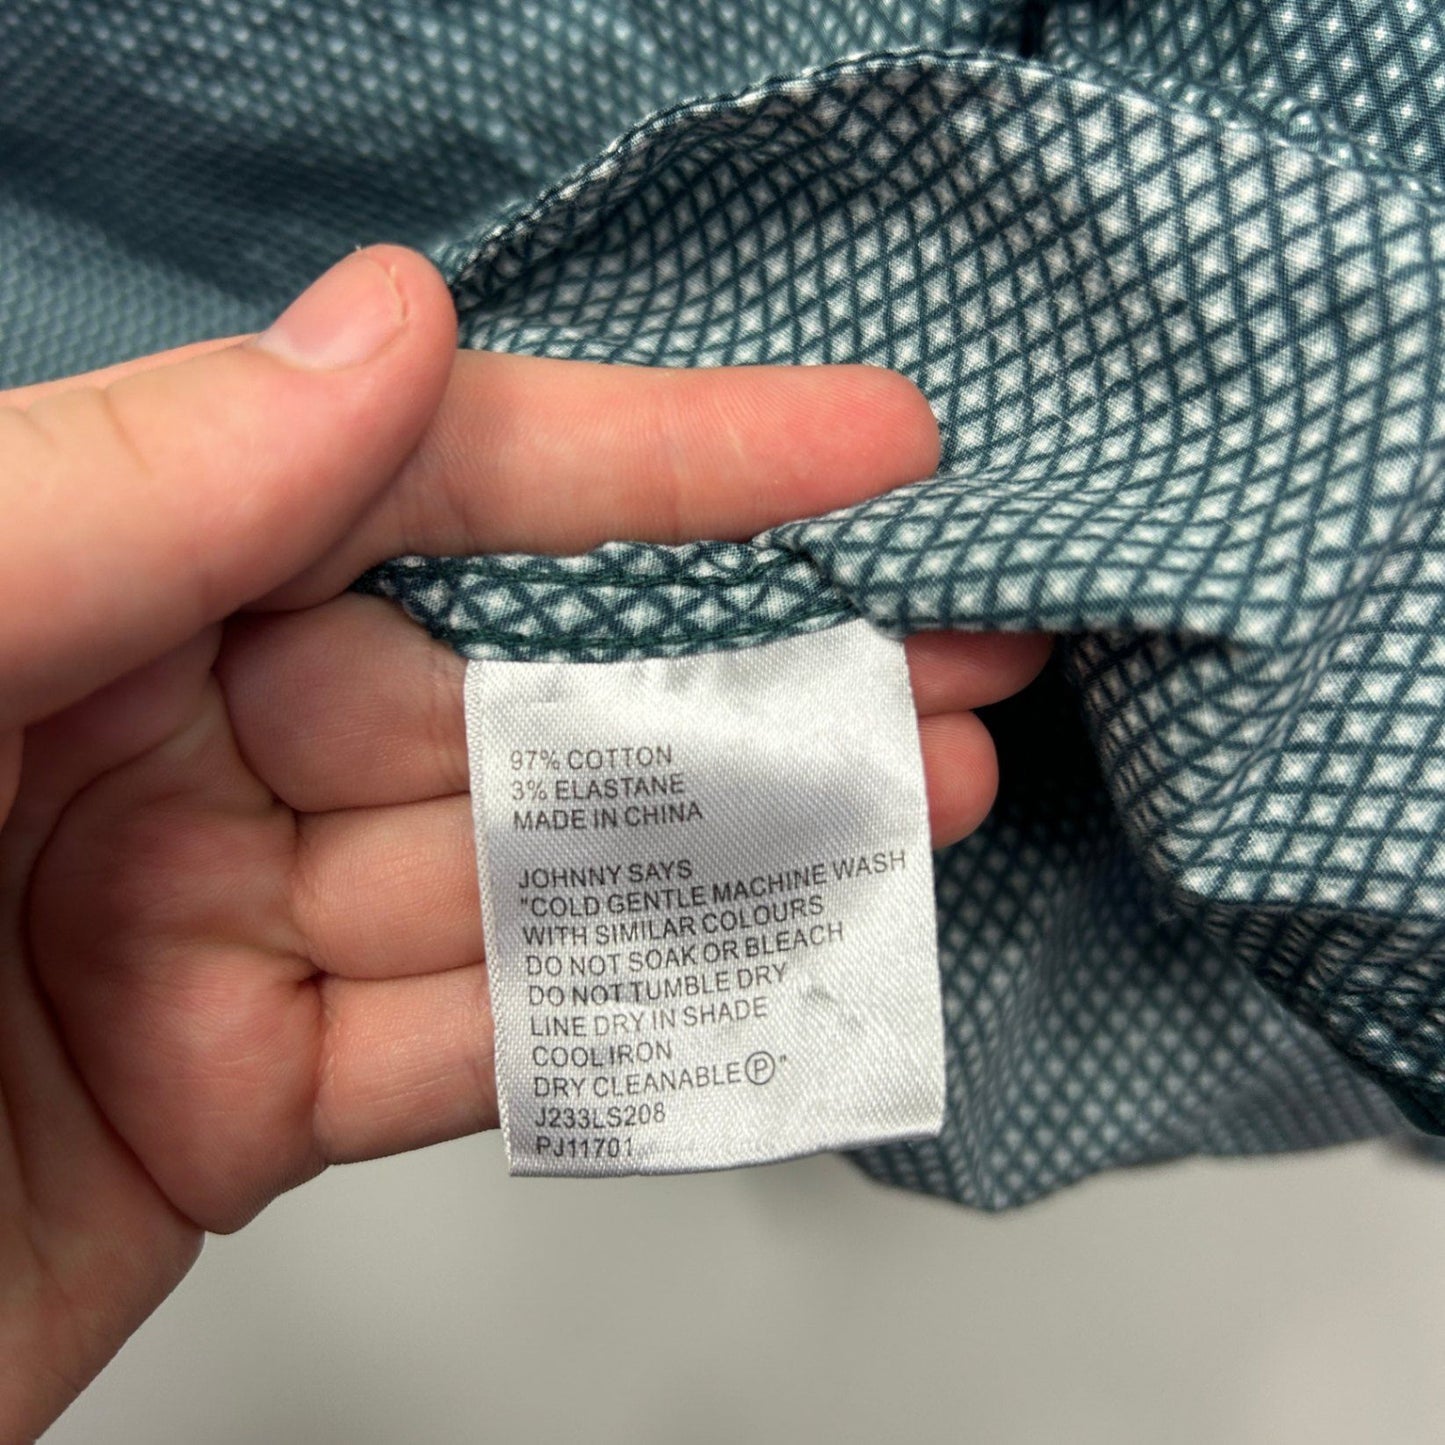 97% COTTON
3% ELASTANE
MADE IN CHINA
JOHNNY SAYS
"COLD GENTLE MACHINE WASH
WITH SIMILAR COLOURS
DO NOT SOAK OR BLEACH
DO NOT TUMBLE DRY
LINE DRY IN SHADE
COOL IRON
DRY CLEANABLE Ⓟ"
J233LS208
PJ11701